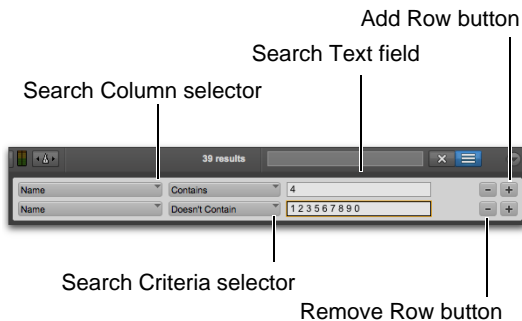 Add Row button
Search Text field
Search Column selector
39 results
Name Contains 4
Name Doesn't Contain 1 2 3 5 6 7 8 9 0
Search Criteria selector
Remove Row button